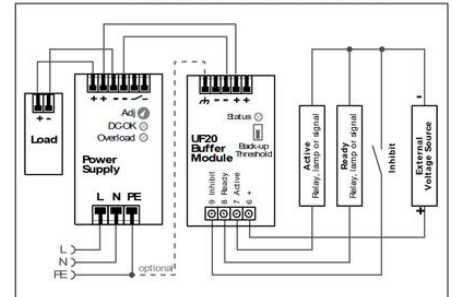 + + - - -
+ -
Load
Adj
DC-OK
Overload
Power
Supply
L N PE
L
N
PE
optional
- - + +
Status
UF20
Buffer
Module
Back-up
Threshold
9 Inhibit
8 Ready
7 Active
6 +
Active
Relay, lamp or signal
Ready
Relay, lamp or signal
Inhibit
-
External
Voltage Source
+